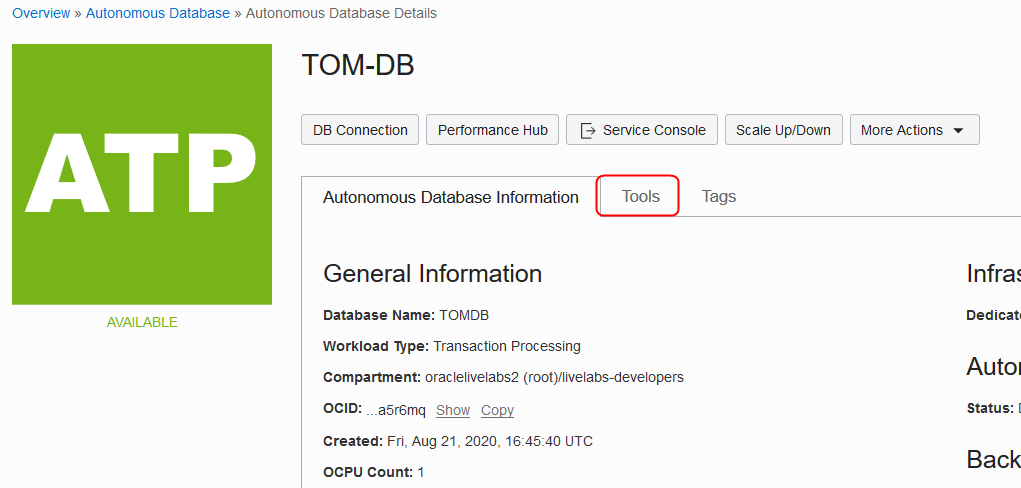 Overview » Autonomous Database » Autonomous Database Details
ATP
AVAILABLE
TOM-DB
DB Connection Performance Hub Service Console Scale Up/Down More Actions
Autonomous Database Information Tools Tags
General Information
Database Name: TOMDB
Workload Type: Transaction Processing
Compartment: oraclelivelabs2 (root)/livelabs-developers
OCID: ...a5r6mq Show Copy
Created: Fri, Aug 21, 2020, 16:45:40 UTC
OCPU Count: 1
Infras
Dedicate
Auton
Status:
Back